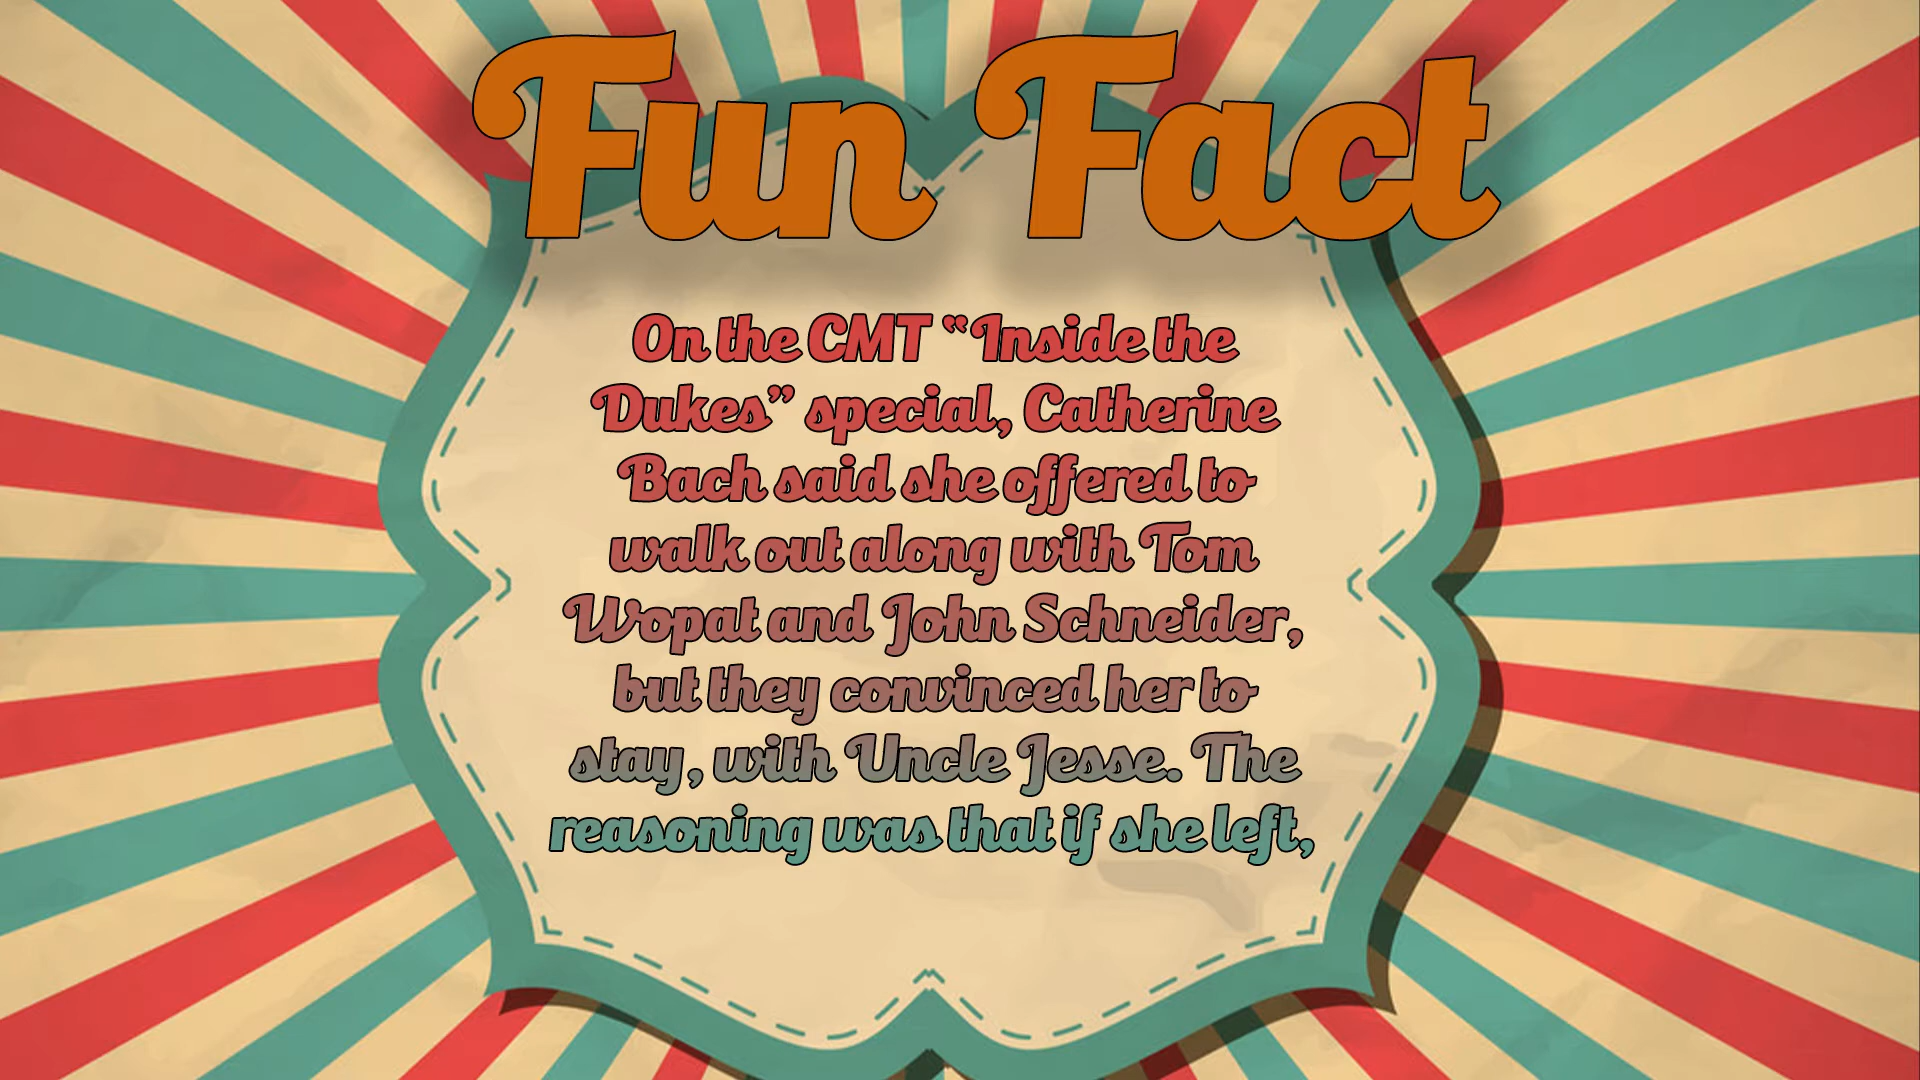 Fun Fact
On the CMT “Inside the
Dukes” special, Catherine
Bach said she offered to
walk out along with Tom
Wopat and John Schneider,
but they convinced her to
stay, with Uncle Jesse. The
reasoning was that if she left,